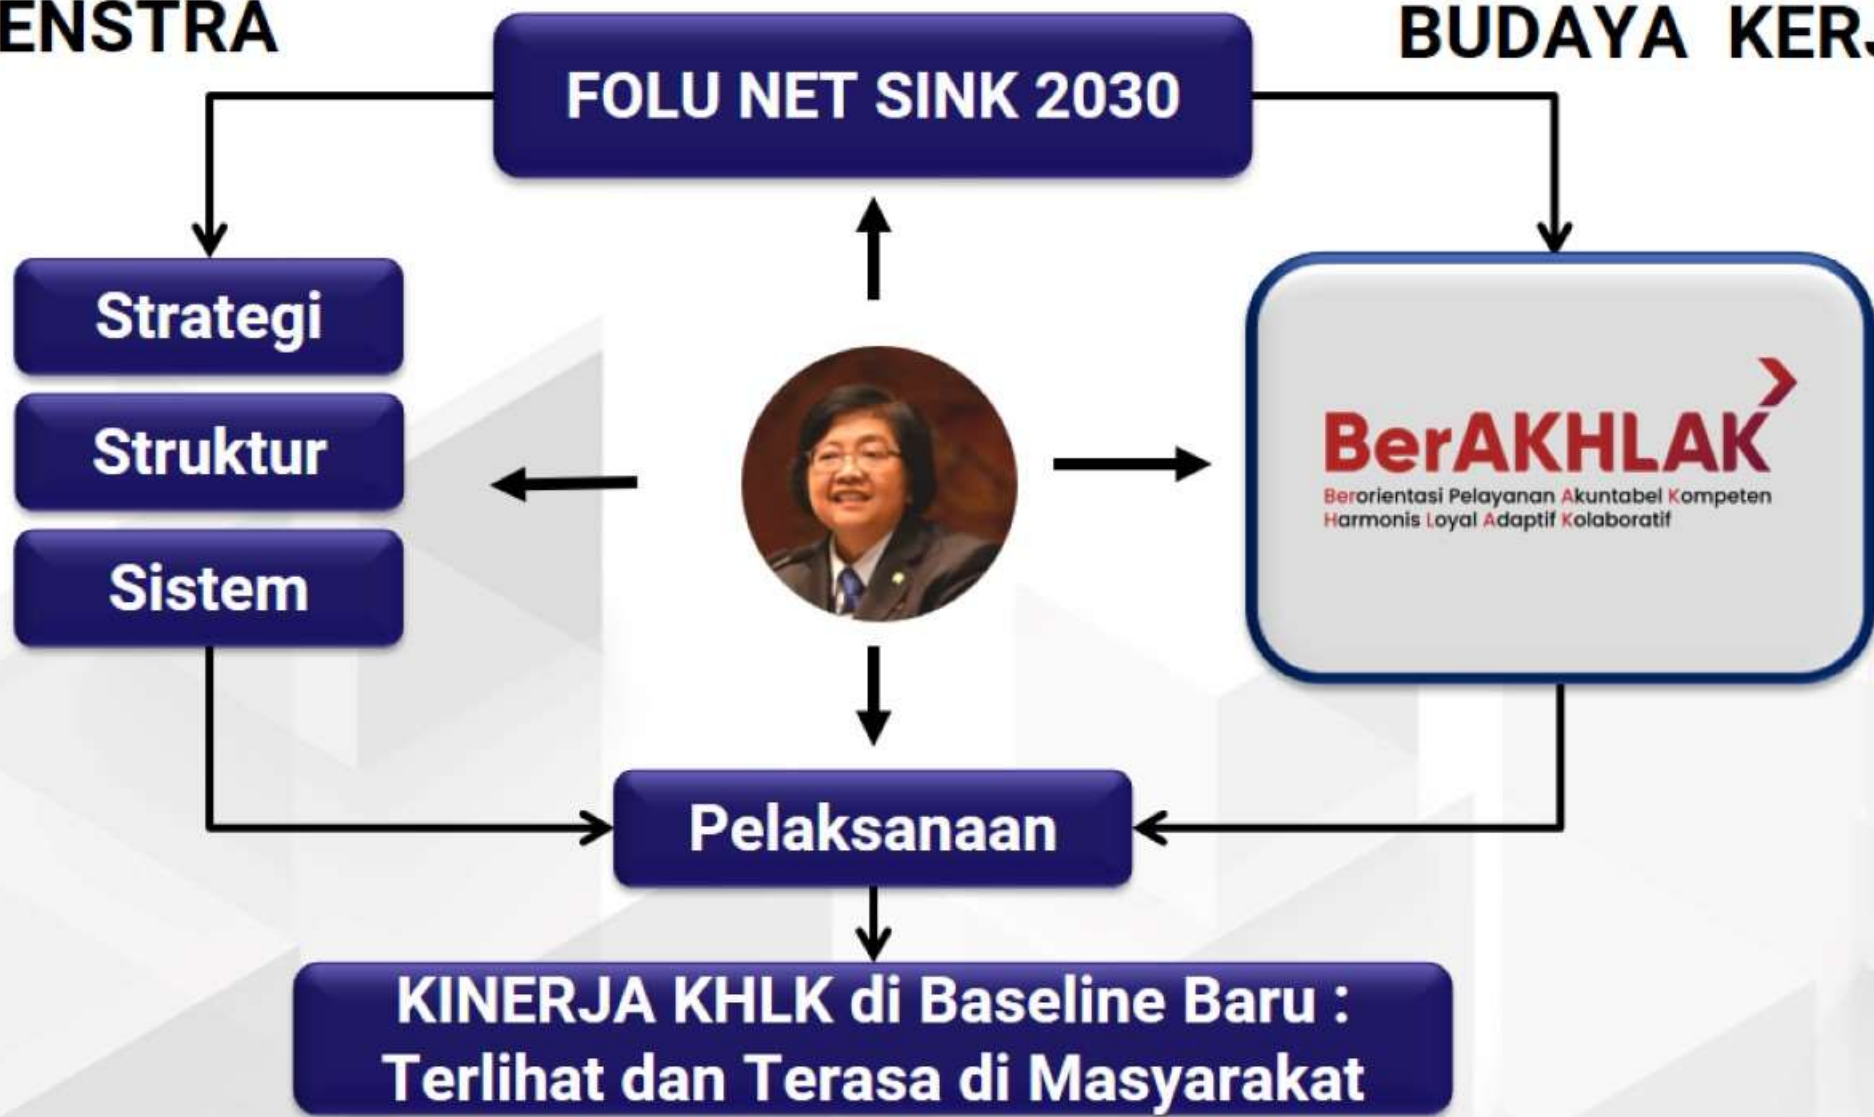 ENSTRA
BUDAYA KERJ
FOLU NET SINK 2030
Strategi
Struktur
Sistem
BerAKHLAK
Berorientasi Pelayanan Akuntabel Kompeten
Harmonis Loyal Adaptif Kolaboratif
Pelaksanaan
KINERJA KHLK di Baseline Baru :
Terlihat dan Terasa di Masyarakat